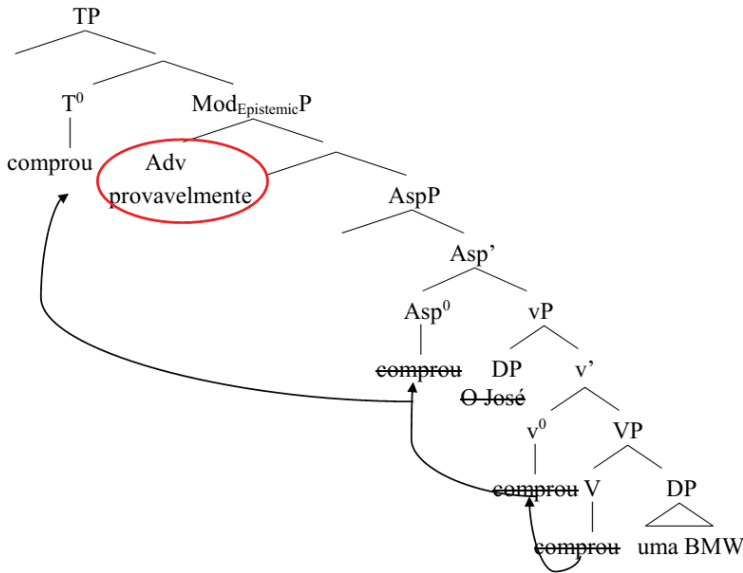 TP
T⁰ Mod_EpistemicP
comprou Adv
provavelmente AspP
Asp’
Asp⁰ vP
comprou DP v’
O José
v⁰ VP
comprou V DP
comprou uma BMW